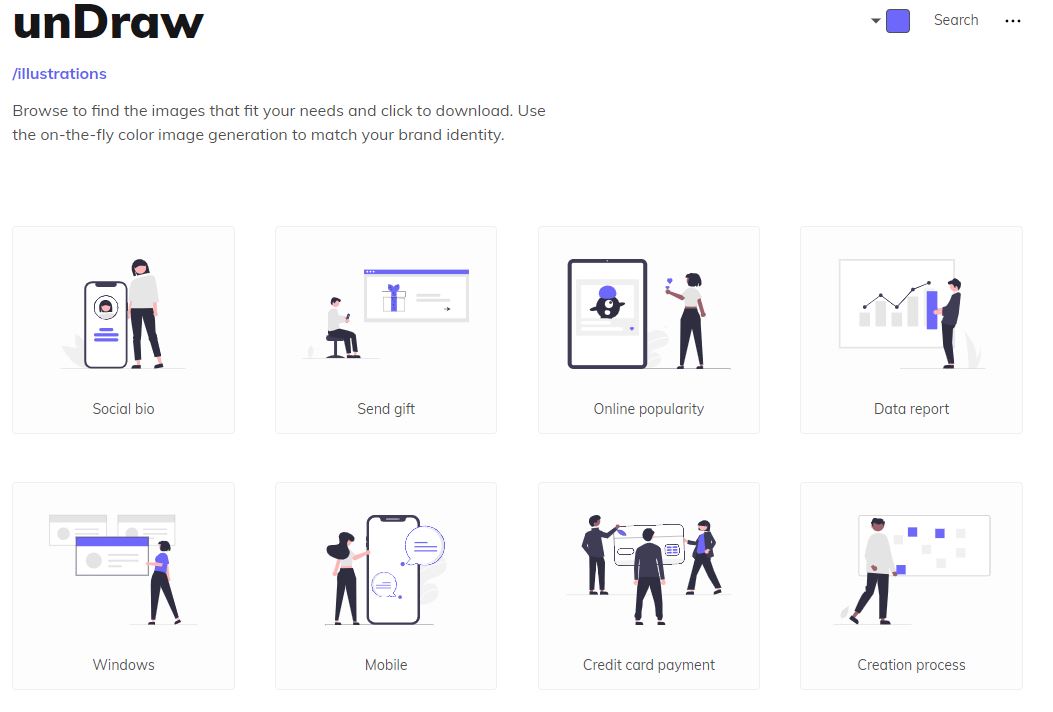 unDraw
Search
/illustrations
Browse to find the images that fit your needs and click to download. Use
the on-the-fly color image generation to match your brand identity.
Social bio
Send gift
Online popularity
Data report
Windows
Mobile
Credit card payment
Creation process